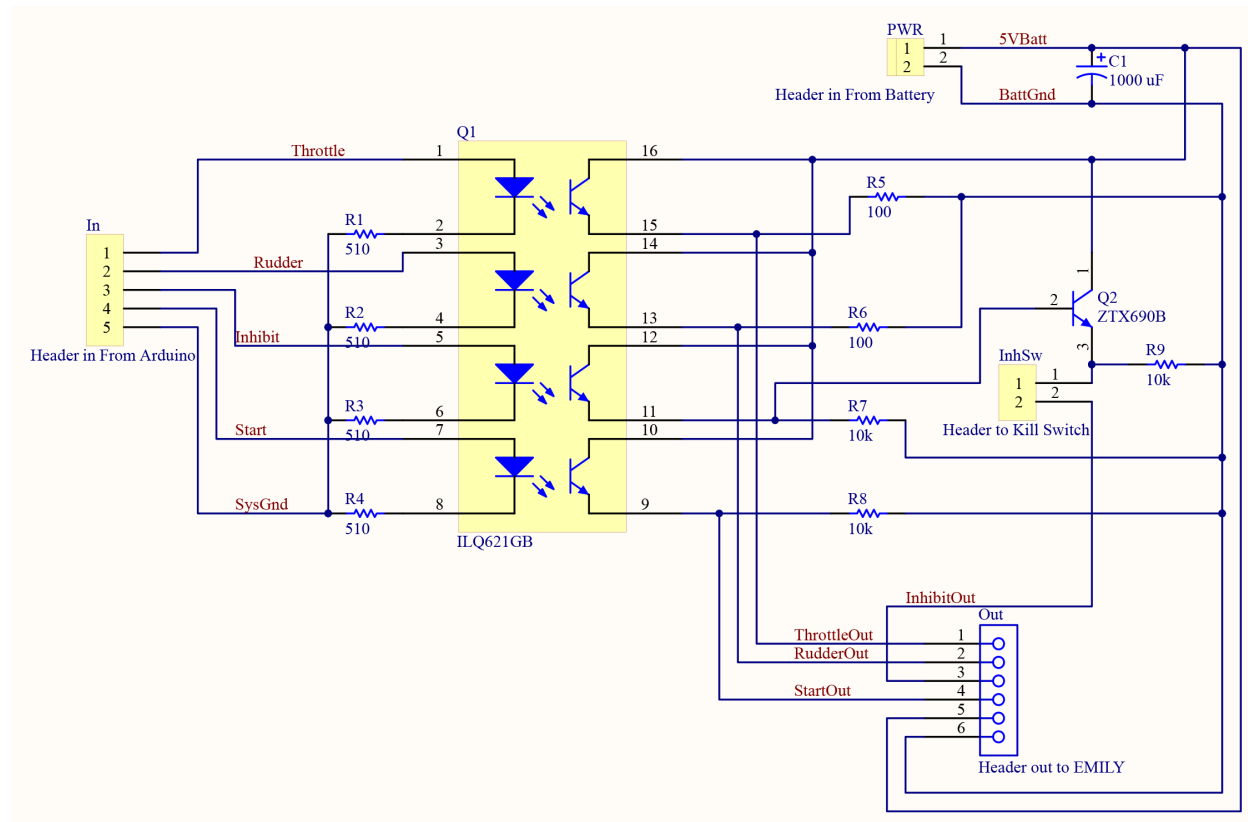 PWR
1
5VBatt
1
2
2
C1
1000 uF
Header in From Battery
BattGnd
Q1
Throttle
1
16
R5
100
In
R1
2
15
510
3
14
1
Rudder
2
3
4
5
1
2
Q2
ZTX690B
3
R2
4
13
R6
510
5
12
100
Inhibit
Header in From Arduino
InhSw
1
1
2
2
R9
10k
Header to Kill Switch
R3
6
11
R7
510
7
10
10k
Start
SysGnd
R4
8
9
R8
510
10k
ILQ621GB
InhibitOut
Out
ThrottleOut
1
RudderOut
2
3
StartOut
4
5
6
Header out to EMILY